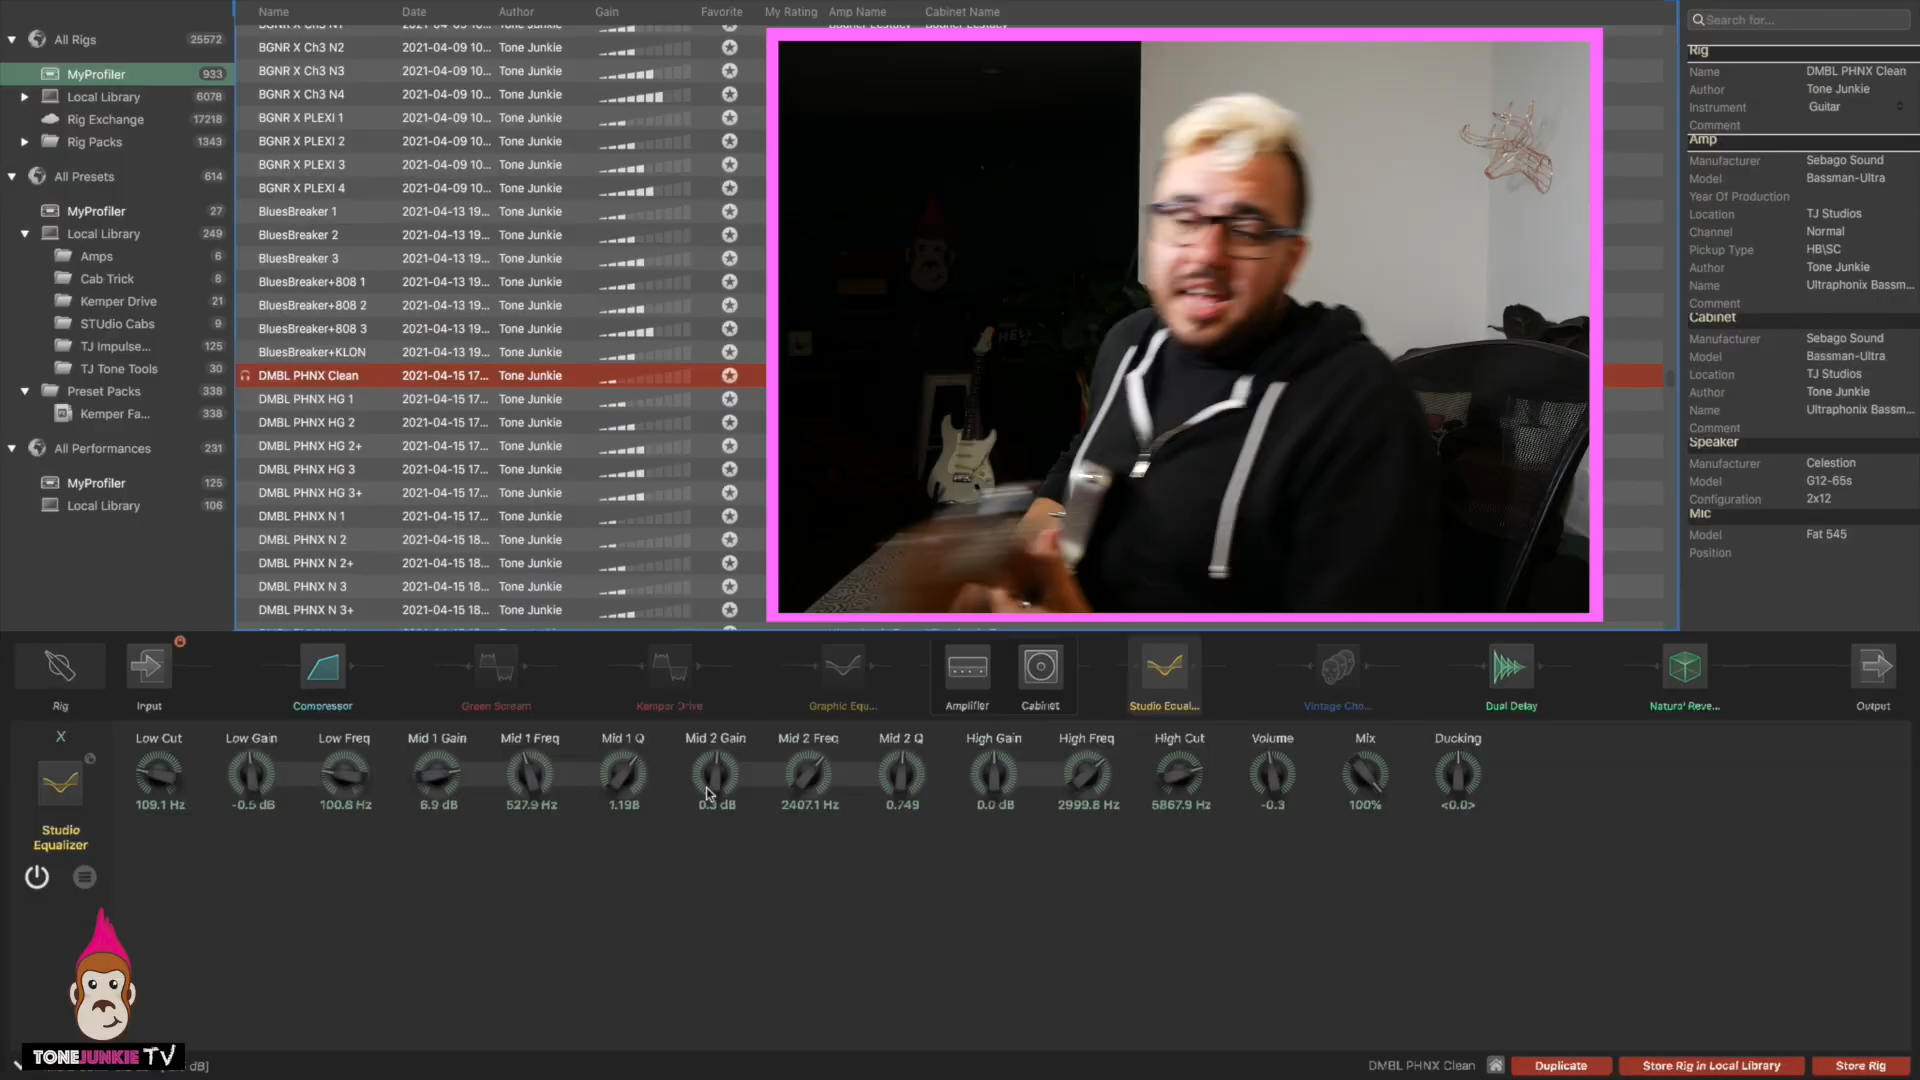 Name Date Author Gain Favorite My Rating Amp Name Cabinet Name
Search for...
All Rigs 25572
MyProfiler 933
Local Library 6078
Rig Exchange 17218
Rig Packs 1343
All Presets 614
MyProfiler 27
Local Library 249
Amps 6
Cab Trick 8
Kemper Drive 21
STUdio Cabs 9
TJ Impulse... 125
TJ Tone Tools 30
Preset Packs 338
Kemper Fa... 338
All Performances 231
MyProfiler 125
Local Library 106
BGNR X Ch3 N2 2021-04-09 10... Tone Junkie
BGNR X Ch3 N3 2021-04-09 10... Tone Junkie
BGNR X Ch3 N4 2021-04-09 10... Tone Junkie
BGNR X PLEXI 1 2021-04-09 10... Tone Junkie
BGNR X PLEXI 2 2021-04-09 10... Tone Junkie
BGNR X PLEXI 3 2021-04-09 10... Tone Junkie
BGNR X PLEXI 4 2021-04-09 10... Tone Junkie
BluesBreaker 1 2021-04-13 19... Tone Junkie
BluesBreaker 2 2021-04-13 19... Tone Junkie
BluesBreaker 3 2021-04-13 19... Tone Junkie
BluesBreaker+808 1 2021-04-13 19... Tone Junkie
BluesBreaker+808 2 2021-04-13 19... Tone Junkie
BluesBreaker+808 3 2021-04-13 19... Tone Junkie
BluesBreaker+KLON 2021-04-13 19... Tone Junkie
DMBL PHNX Clean 2021-04-15 17... Tone Junkie
DMBL PHNX HG 1 2021-04-15 17... Tone Junkie
DMBL PHNX HG 2 2021-04-15 17... Tone Junkie
DMBL PHNX HG 2+ 2021-04-15 17... Tone Junkie
DMBL PHNX HG 3 2021-04-15 17... Tone Junkie
DMBL PHNX HG 3+ 2021-04-15 17... Tone Junkie
DMBL PHNX N 1 2021-04-15 17... Tone Junkie
DMBL PHNX N 2 2021-04-15 18... Tone Junkie
DMBL PHNX N 2+ 2021-04-15 18... Tone Junkie
DMBL PHNX N 3 2021-04-15 18... Tone Junkie
DMBL PHNX N 3+ 2021-04-15 18... Tone Junkie
Rig
Name DMBL PHNX Clean
Author Tone Junkie
Instrument Guitar
Comment
Amp
Manufacturer Sebago Sound
Model Bassman-Ultra
Year Of Production
Location TJ Studios
Channel Normal
Pickup Type HB\SC
Author Tone Junkie
Name Ultraphonix Bassm...
Comment
Cabinet
Manufacturer Sebago Sound
Model Bassman-Ultra
Location TJ Studios
Author Tone Junkie
Name Ultraphonix Bassm...
Comment
Speaker
Manufacturer Celestion
Model G12-65s
Configuration 2x12
Mic
Model Fat 545
Position
Rig Input Compressor Green Scream Kemper Drive Graphic Equ... Amplifier Cabinet Studio Equal... Vintage Cho... Dual Delay Natural Reve... Output
X Low Cut Low Gain Low Freq Mid 1 Gain Mid 1 Freq Mid 1 Q Mid 2 Gain Mid 2 Freq Mid 2 Q High Gain High Freq High Cut Volume Mix Ducking
109.1 Hz -0.5 dB 100.8 Hz 6.9 dB 527.9 Hz 1.198 0.3 dB 2407.1 Hz 0.749 0.0 dB 2999.8 Hz 5867.9 Hz -0.3 100% <0.0>
Studio
Equalizer
TONEJUNKIE TV
dB]
DMBL PHNX Clean Duplicate Store Rig in Local Library Store Rig